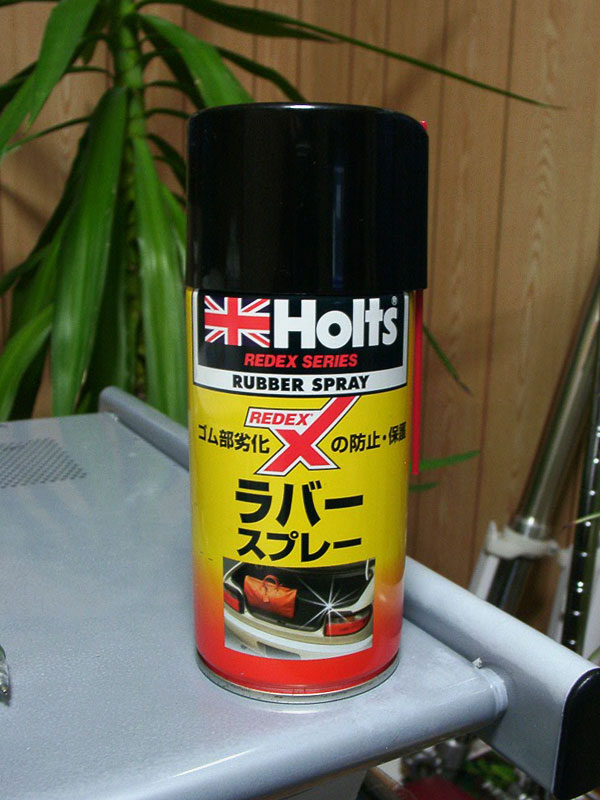 Holts®
REDEX SERIES
RUBBER SPRAY
REDEX®
X
ゴム部劣化 の防止・保護
ラバー
スプレー